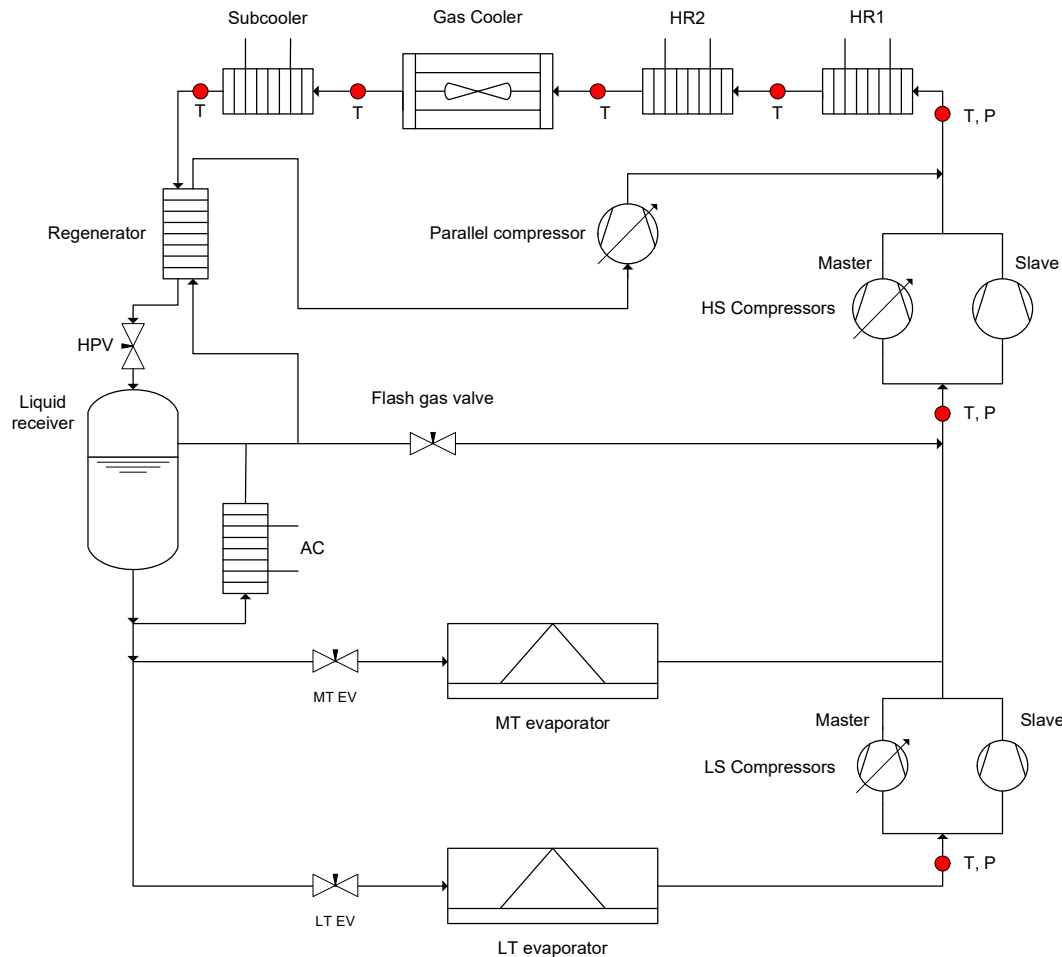 Subcooler
Gas Cooler
HR2
HR1
T
T
T
T
T, P
Regenerator
Parallel compressor
Master
Slave
HS Compressors
HPV
Liquid
receiver
Flash gas valve
T, P
AC
MT EV
MT evaporator
Master
Slave
LS Compressors
T, P
LT EV
LT evaporator